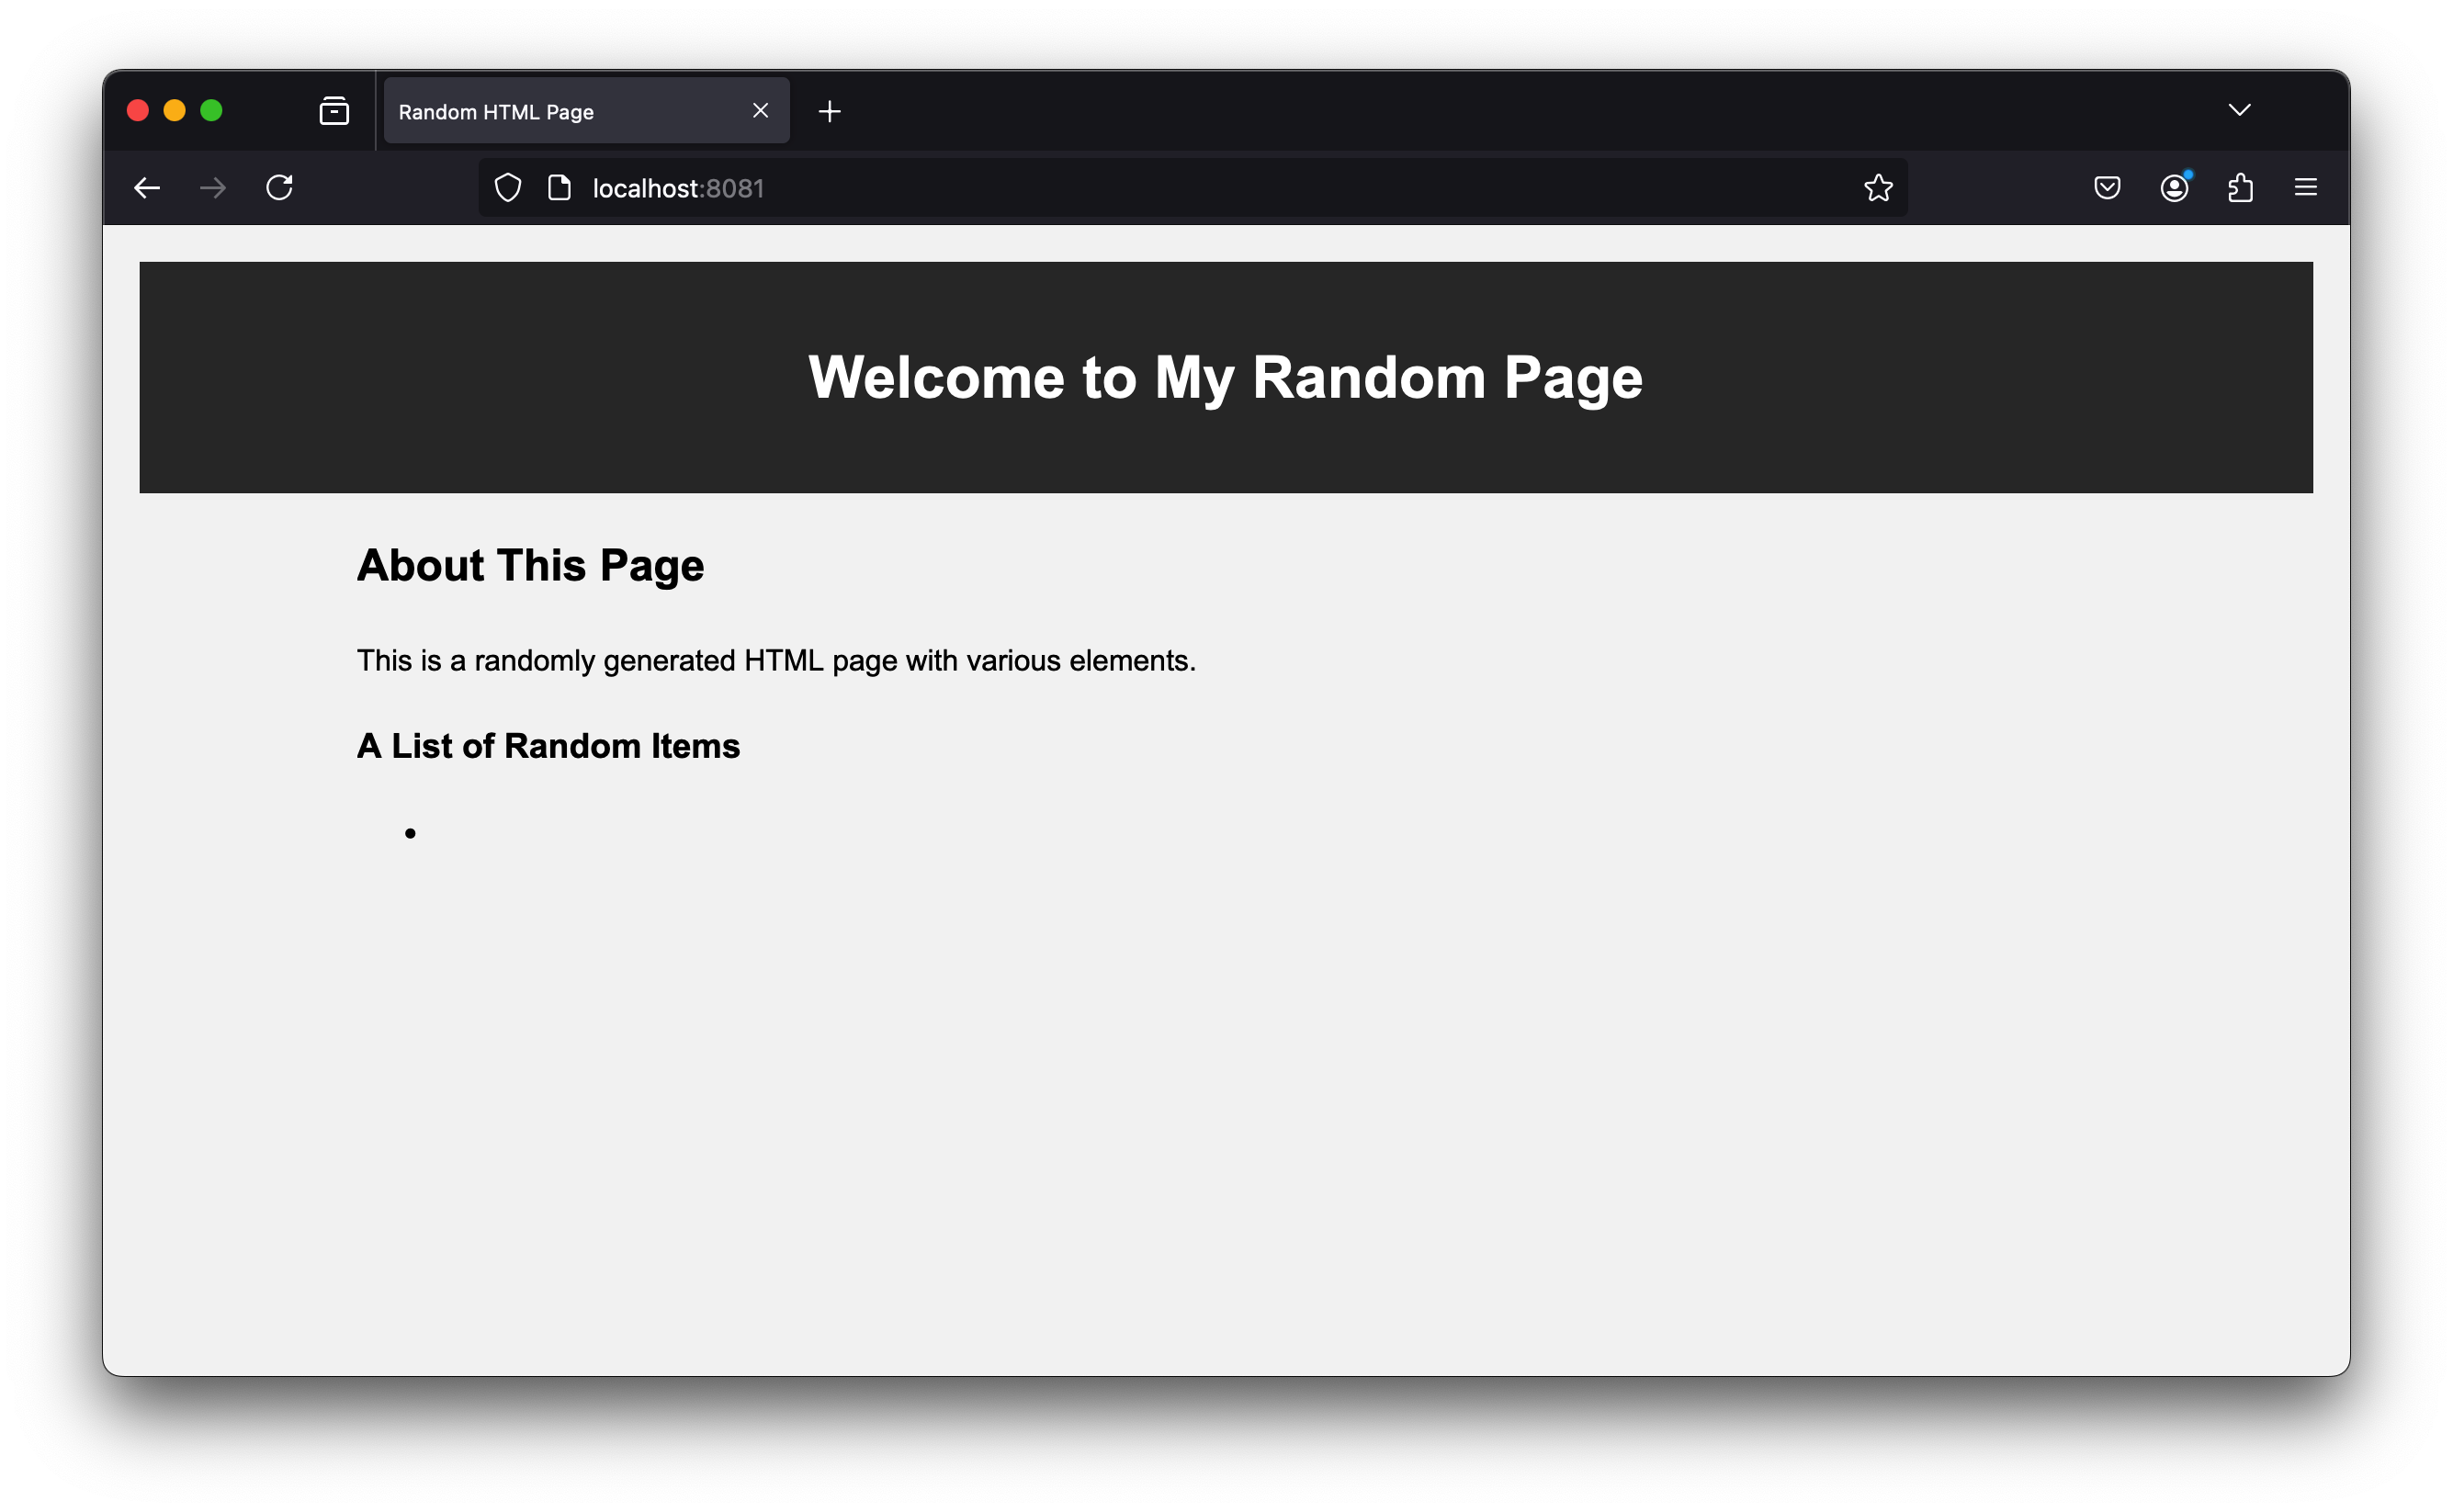 Random HTML Page
localhost:8081
Welcome to My Random Page
About This Page
This is a randomly generated HTML page with various elements.
A List of Random Items
•